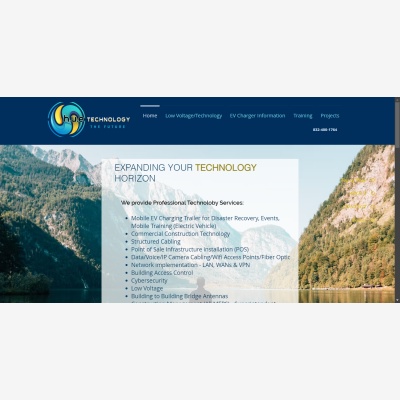 TECHNOLOGY
THE FUTURE
Home Low Voltage/Technology EV Charger Information Training Projects
832-488-1764
EXPANDING YOUR TECHNOLOGY
HORIZON
We provide Professional Technoloby Services:
Mobile EV Charging Trailer for Disaster Recovery, Events,
Mobile Training (Electric Vehicle)
Commercial Construction Technology
Structured Cabling
Point of Sale Infrastructure Installation (POS)
Data/Voice/IP Camera Cabling/Wifi Access Points/Fiber Optic
Network implementation - LAN, WANs & VPN
Building Access Control
Cybersecurity
Low Voltage
Building to Building Bridge Antennas